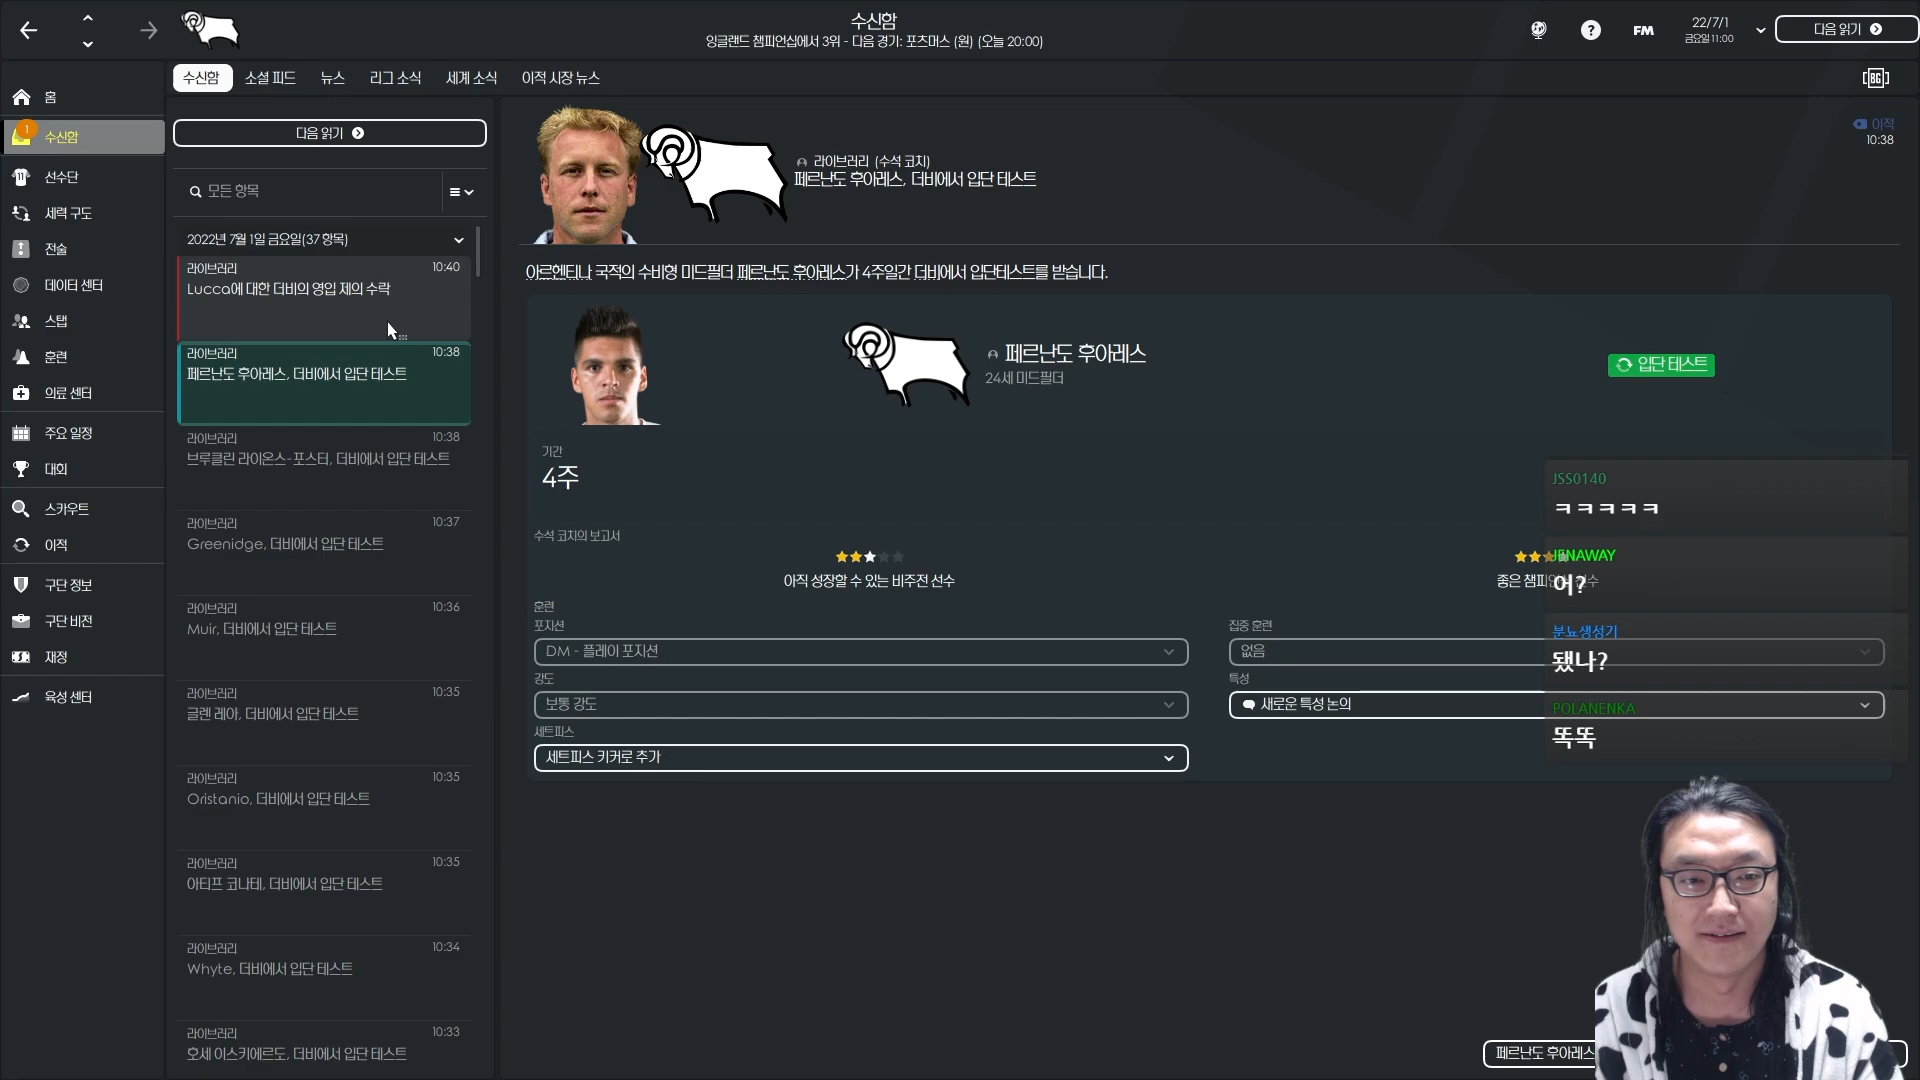 수신함
잉글랜드 챔피언십에서 3위 - 다음 경기: 포츠머스 (원) (오늘 20:00)
FM
22/7/1
금요일 11:00
다음 읽기
수신함
소셜 피드
뉴스
리그 소식
세계 소식
이적 시장 뉴스
BG
홈
1
수신함
선수단
세력 구도
전술
데이터 센터
스탭
훈련
의료 센터
주요 일정
대회
스카우트
이적
구단 정보
구단 비전
재정
육성 센터
다음 읽기
모든 항목
2022년 7월 1일 금요일(37 항목)
라이브러리 10:40
Lucca에 대한 더비의 영입 제의 수락
라이브러리 10:38
페르난도 후아레스, 더비에서 입단 테스트
라이브러리 10:38
브루클린 라이온스-포스터, 더비에서 입단 테스트
라이브러리 10:37
Greenidge, 더비에서 입단 테스트
라이브러리 10:36
Muir, 더비에서 입단 테스트
라이브러리 10:35
글렌 레아, 더비에서 입단 테스트
라이브러리 10:35
Oristanio, 더비에서 입단 테스트
라이브러리 10:35
아티프 코나테, 더비에서 입단 테스트
라이브러리 10:34
Whyte, 더비에서 입단 테스트
라이브러리 10:33
호세 이스키에르도, 더비에서 입단 테스트
이적
10:38
라이브러리 (수석 코치)
페르난도 후아레스, 더비에서 입단 테스트
아르헨티나 국적의 수비형 미드필더 페르난도 후아레스가 4주일간 더비에서 입단테스트를 받습니다.
페르난도 후아레스
24세 미드필더
입단 테스트
기간
4주
수석 코치의 보고서
아직 성장할 수 있는 비주전 선수
좋은 챔피
훈련
포지션
DM - 플레이 포지션
집중 훈련
없음
강도
보통 강도
특성
새로운 특성 논의
세트피스
세트피스 키커로 추가
JSS0140
ㅋㅋㅋㅋㅋ
JENAWAY
어?
분뇨생성기
됐나?
POLANENKA
똑똑
페르난도 후아레스